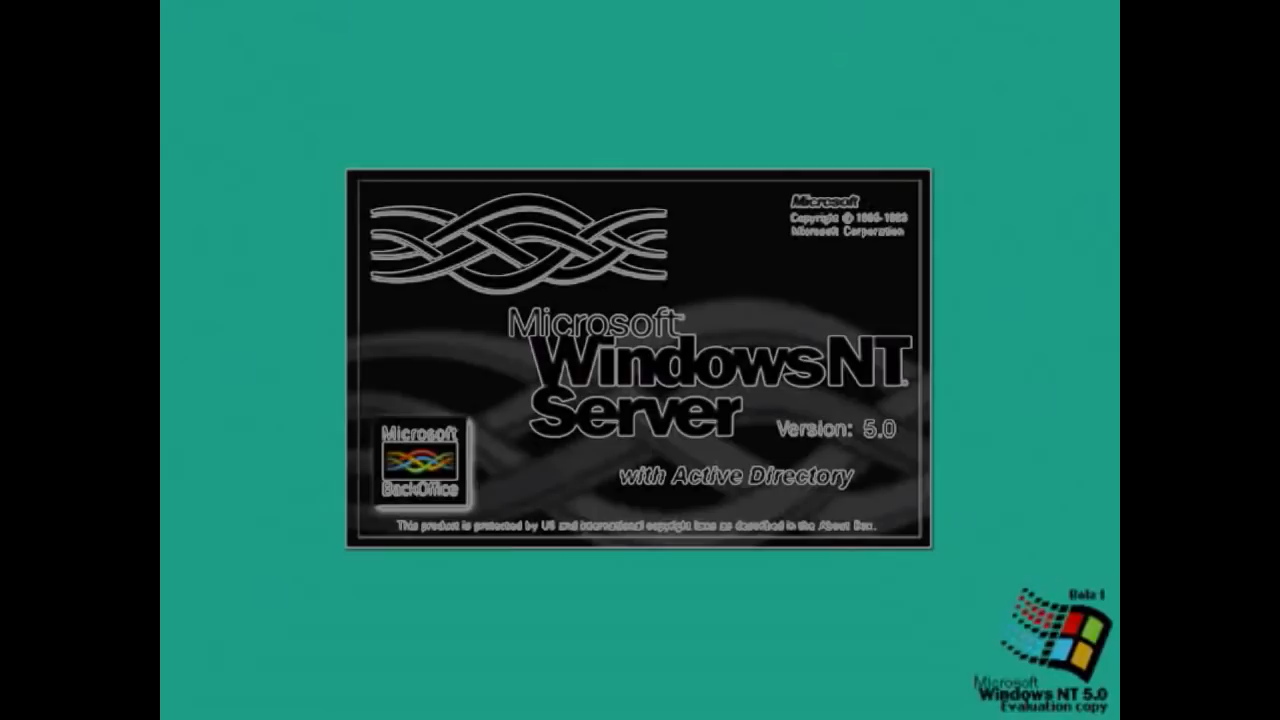 Microsoft
Copyright © 1985-1998
Microsoft Corporation
Microsoft
Windows NT
Server
Version: 5.0
with Active Directory
Microsoft
BackOffice
This product is protected by US and international copyright laws as described in the About Box.
Beta 1
Microsoft
Windows NT 5.0
Evaluation copy